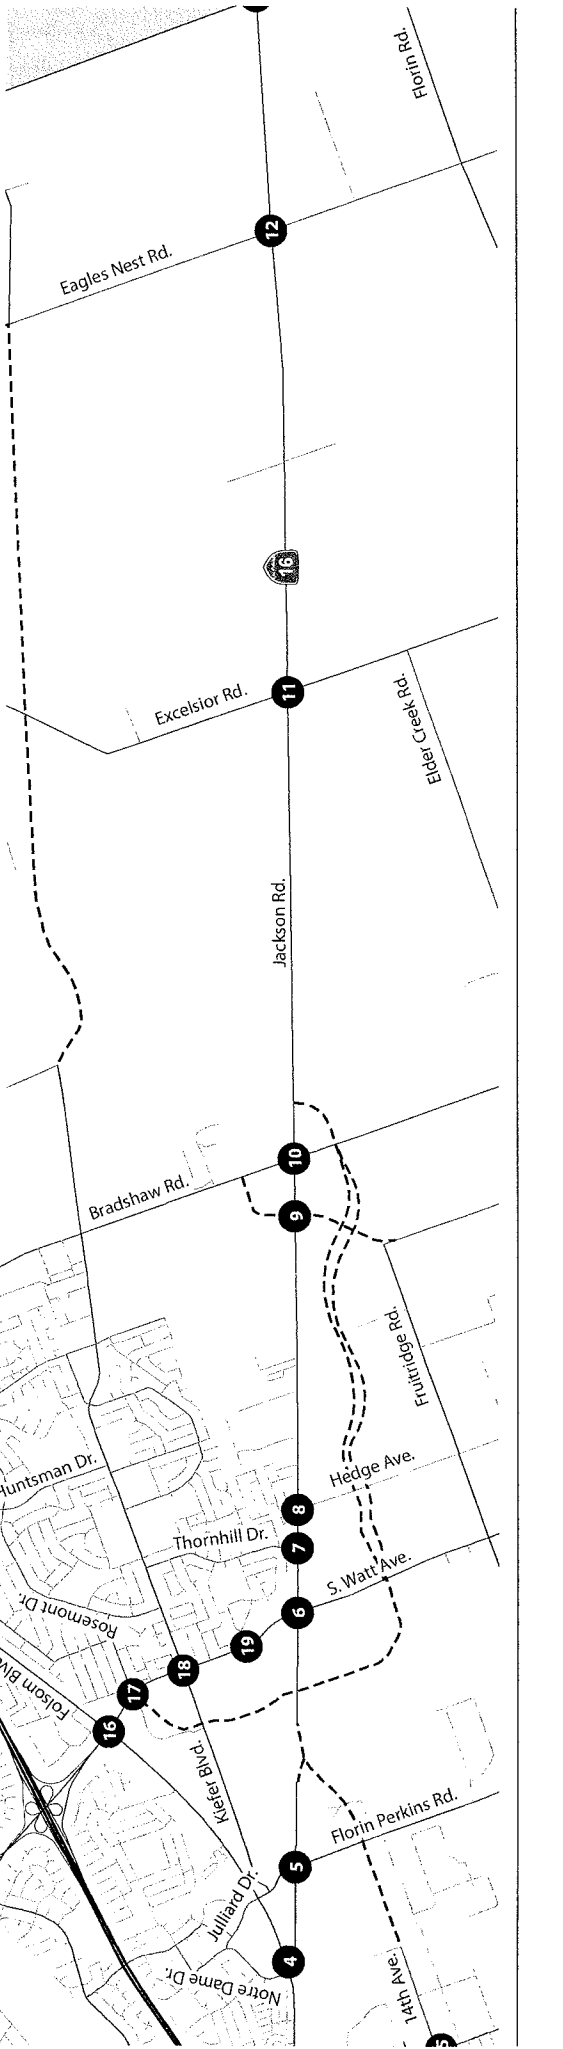 Florin Rd.
12
Eagles Nest Rd.
16
11
Excelsior Rd.
Elder Creek Rd.
Jackson Rd.
10
Bradshaw Rd.
9
Fruitridge Rd.
Huntsman Dr.
Hedge Ave.
8
Thornhill Dr.
7
S. Watt Ave.
6
Rosemont Dr.
19
18
17
Folsom Blv
16
Kiefer Blvd.
Florin Perkins Rd.
5
Julliard Dr.
4
Notre Dame Dr.
14th Ave.